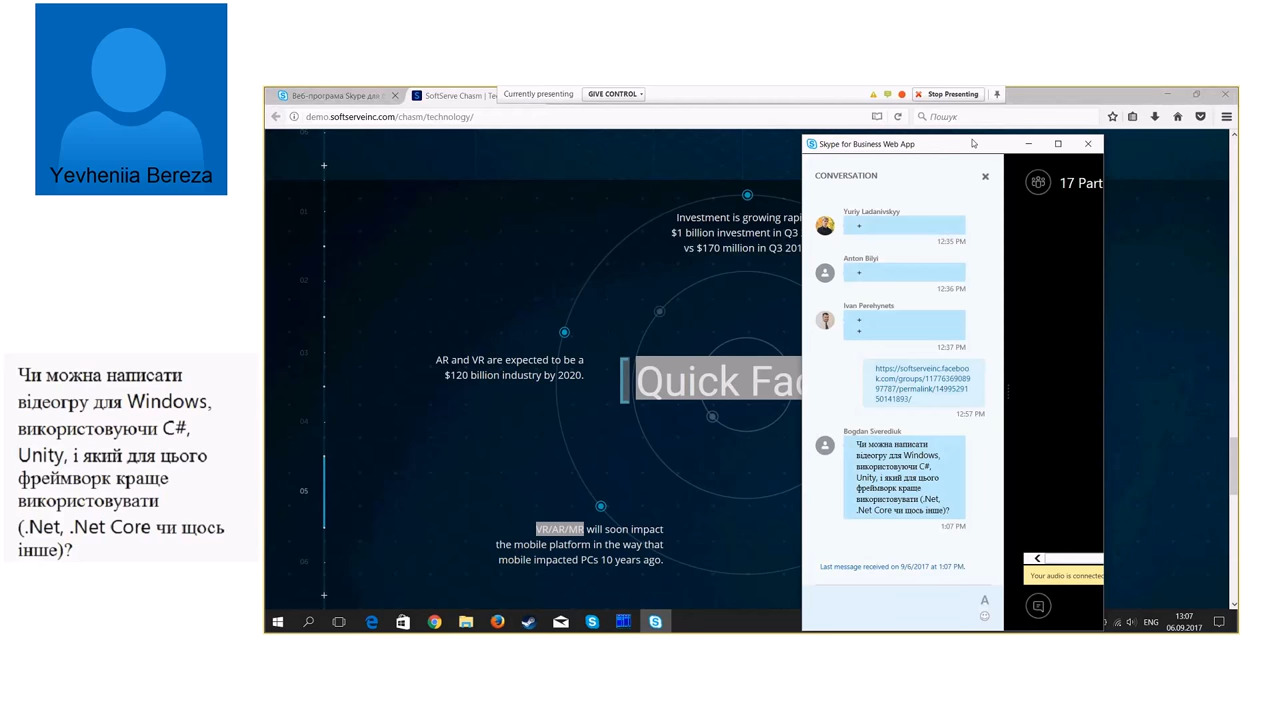 Yevheniia Bereza
Чи можна написати
відеогру для Windows,
використовуючи C#,
Unity, і який для цього
фреймворк краще
використовувати
(.Net, .Net Core чи щось
інше)?
Веб-програма Skype для
SoftServe Chasm | Te
Currently presenting
GIVE CONTROL
Stop Presenting
demo.softserveinc.com/chasm/technology/
Пошук
01
03
04
05
06
Investment is growing rapi
$1 billion investment in Q3
vs $170 million in Q3 201
AR and VR are expected to be a
$120 billion industry by 2020.
Quick Fac
VR/AR/MR will soon impact
the mobile platform in the way that
mobile impacted PCs 10 years ago.
Skype for Business Web App
CONVERSATION
17 Part
Yuriy Ladanivskyy
+
12:35 PM
Anton Bilyi
+
12:36 PM
Ivan Perehynets
+
+
12:37 PM
https://softserveinc.faceboo
k.com/groups/11776369089
97787/permalink/14995291
50141893/
12:57 PM
Bogdan Sverediuk
Чи можна написати
відеогру для Windows,
використовуючи C#,
Unity, і який для цього
фреймворк краще
використовувати (.Net,
.Net Core чи щось інше)?
1:07 PM
Last message received on 9/6/2017 at 1:07 PM.
A
Your audio is connected
ENG
13:07
06.09.2017